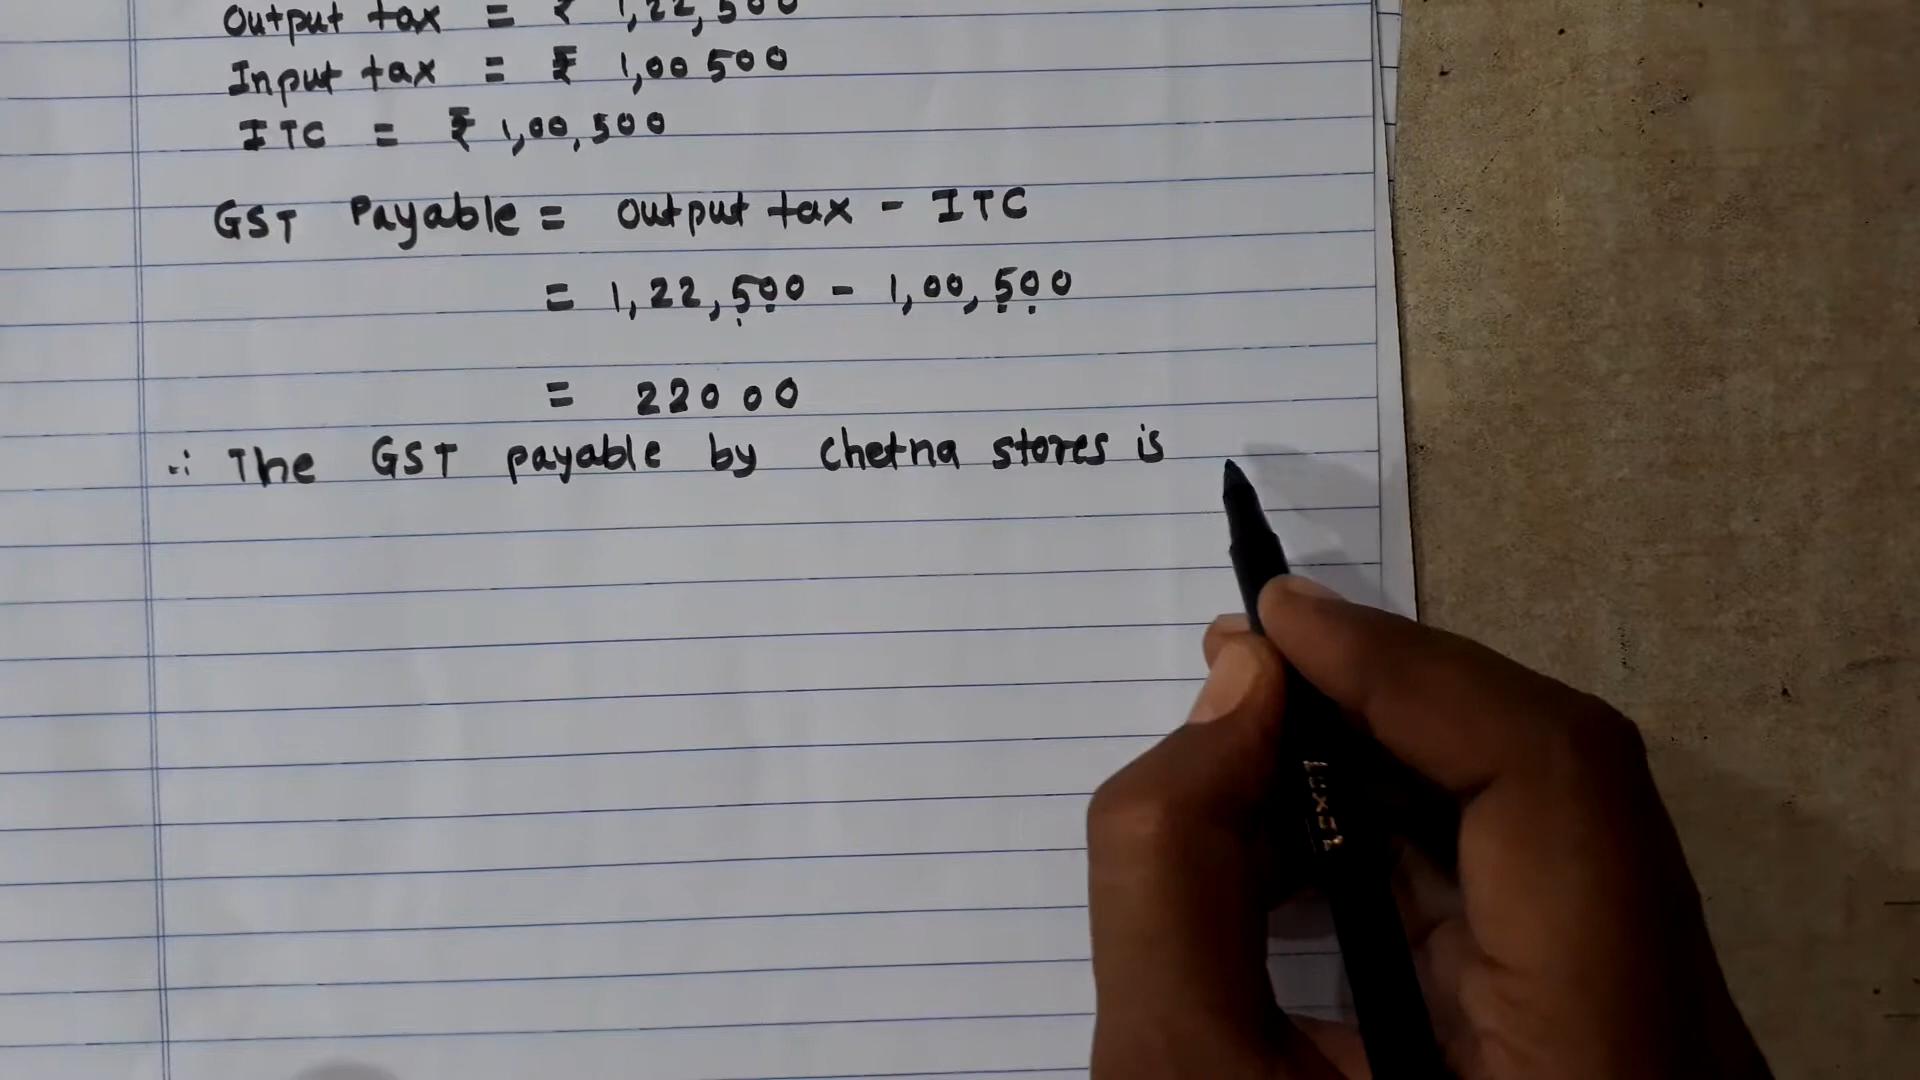 Output tax = ₹ 1,22,500
Input tax = ₹ 1,00 500
ITC = ₹ 1,00,500
GST Payable = output tax - ITC
= 1,22,500 - 1,00,500
= 22000
∴ The GST payable by chetna stores is
Luxor